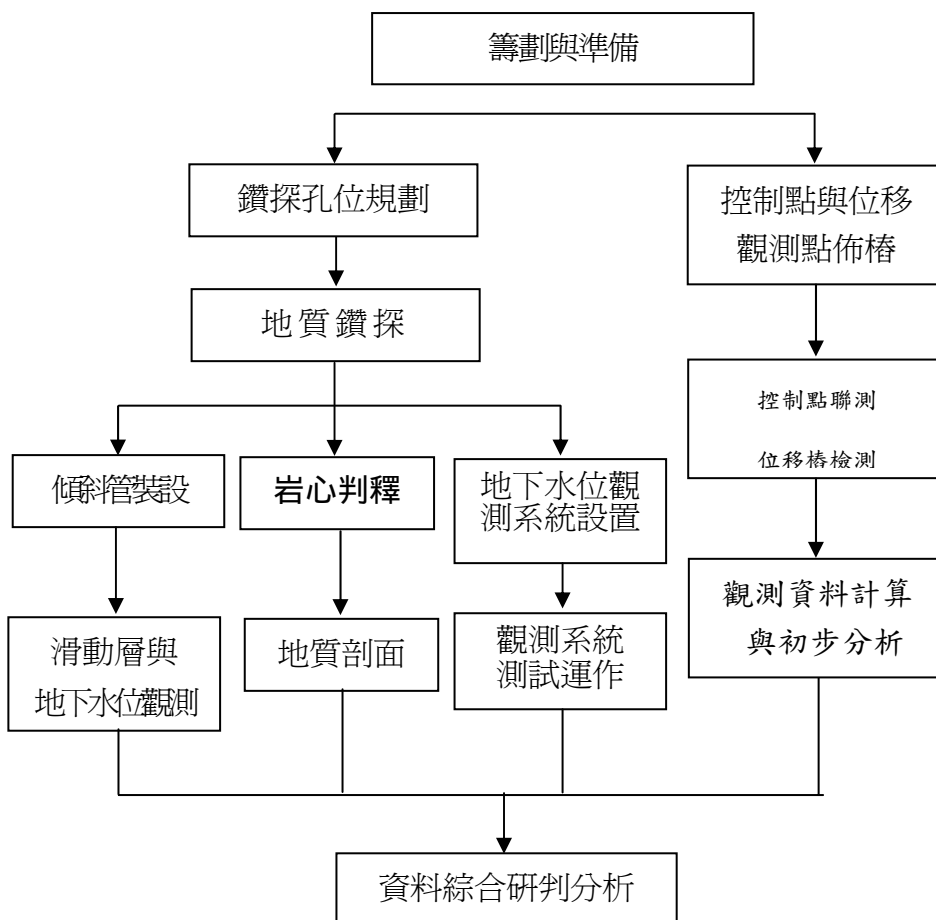 籌劃與準備
鑽探孔位規劃
控制點與位移
觀測點佈樁
地質鑽探
控制點聯測
位移樁檢測
傾斜管裝設
岩心判釋
地下水位觀
測系統設置
觀測資料計算
與初步分析
滑動層與
地下水位觀測
地質剖面
觀測系統
測試運作
資料綜合研判分析